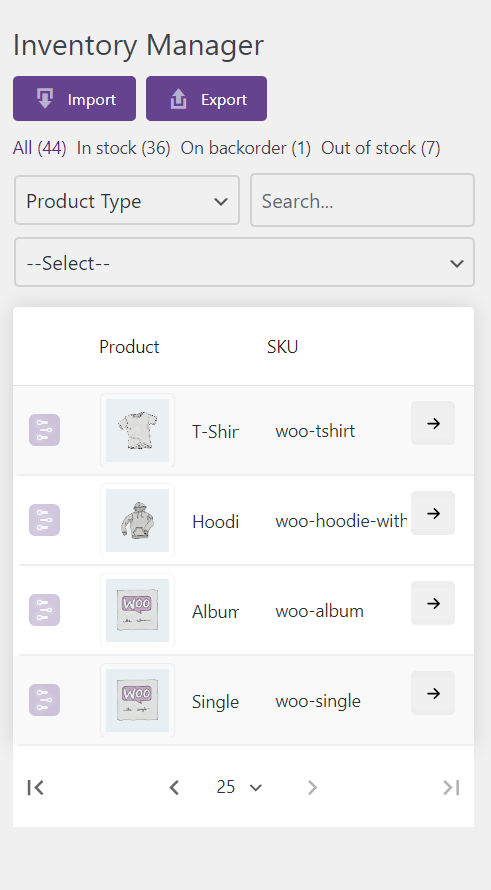 Inventory Manager
Import Export
All (44) In stock (36) On backorder (1) Out of stock (7)
Product Type Search...
--Select--
Product SKU
T-Shir woo-tshirt
Hoodi woo-hoodie-with
WOO
Album woo-album
WOO
Single woo-single
25